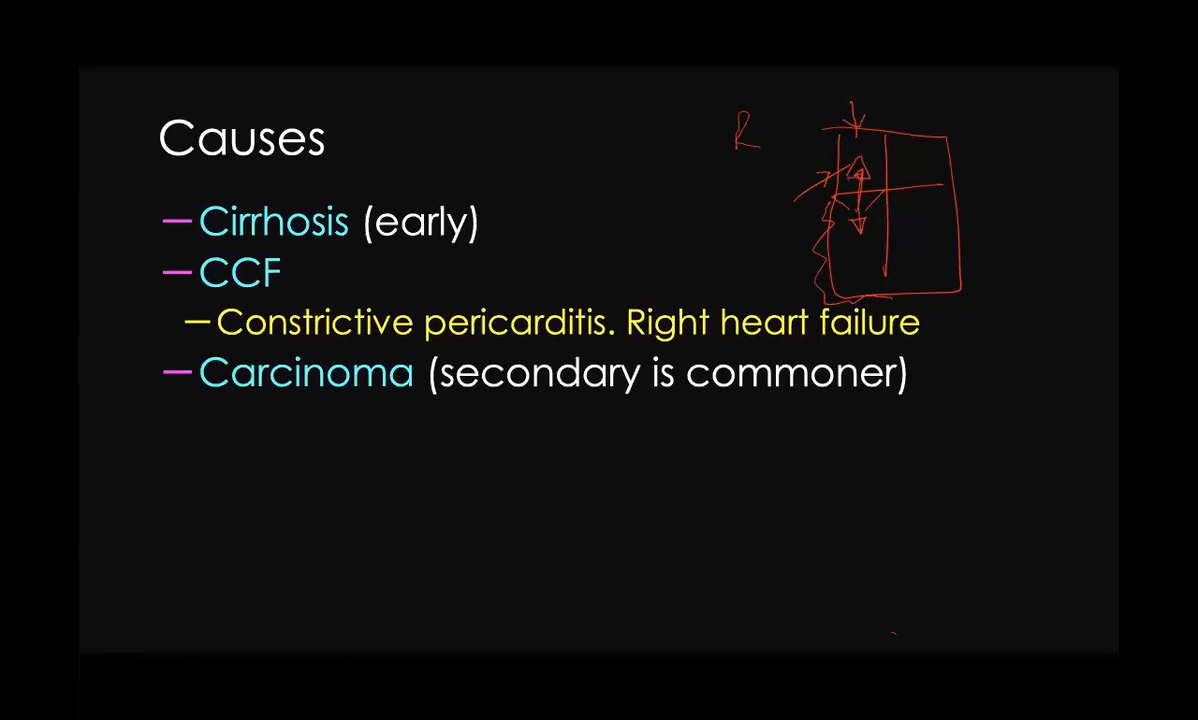 Causes
R
– Cirrhosis (early)
– CCF
– Constrictive pericarditis. Right heart failure
– Carcinoma (secondary is commoner)